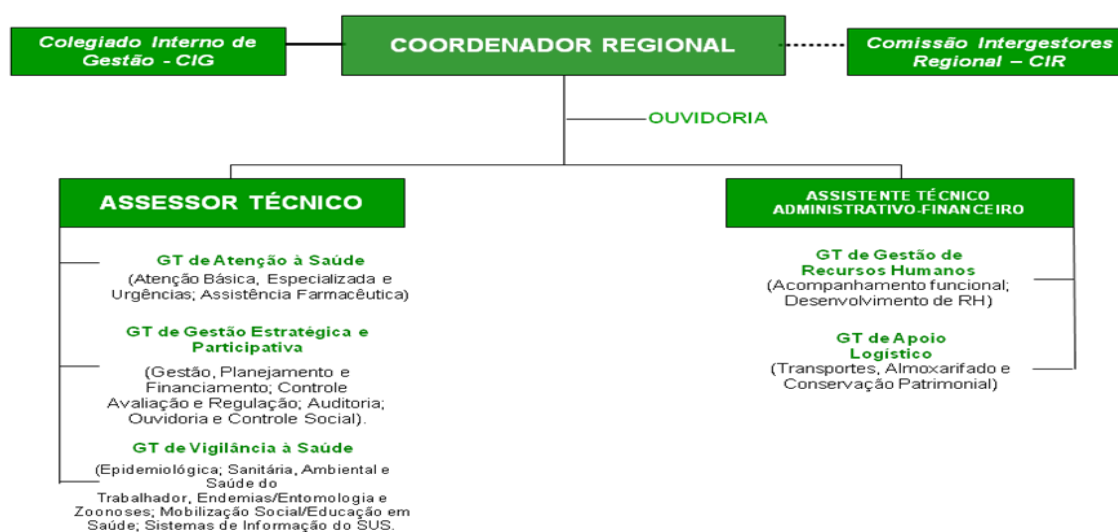 Colegiado Interno de
Gestão - CIG
COORDENADOR REGIONAL
Comissão Intergestores
Regional – CIR
OUVIDORIA
ASSESSOR TÉCNICO
GT de Atenção à Saúde
(Atenção Básica, Especializada e
Urgências; Assistência Farmacêutica)
GT de Gestão Estratégica e
Participativa
(Gestão, Planejamento e
Financiamento; Controle
Avaliação e Regulação; Auditoria;
Ouvidoria e Controle Social).
GT de Vigilância à Saúde
(Epidemiológica; Sanitária, Ambiental e
Saúde do
Trabalhador, Endemias/Entomologia e
Zoonoses; Mobilização Social/Educação em
Saúde; Sistemas de Informação do SUS.
ASSISTENTE TÉCNICO
ADMINISTRATIVO-FINANCEIRO
GT de Gestão de
Recursos Humanos
(Acompanhamento funcional;
Desenvolvimento de RH)
GT de Apoio
Logístico
(Transportes, Almoxarifado e
Conservação Patrimonial)